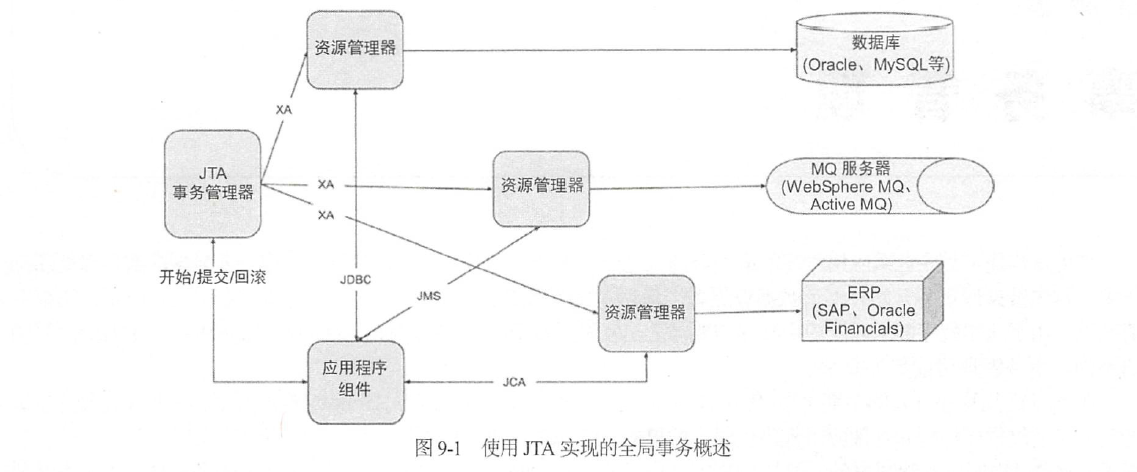 资源管理器
数据库
(Oracle、MySQL等)
XA
JTA
事务管理器
XA
资源管理器
MQ 服务器
(WebSphere MQ、
Active MQ)
XA
开始/提交/回滚
JDBC
JMS
资源管理器
ERP
(SAP、Oracle
Financials)
应用程序
组件
JCA
图 9-1 使用 JTA 实现的全局事务概述